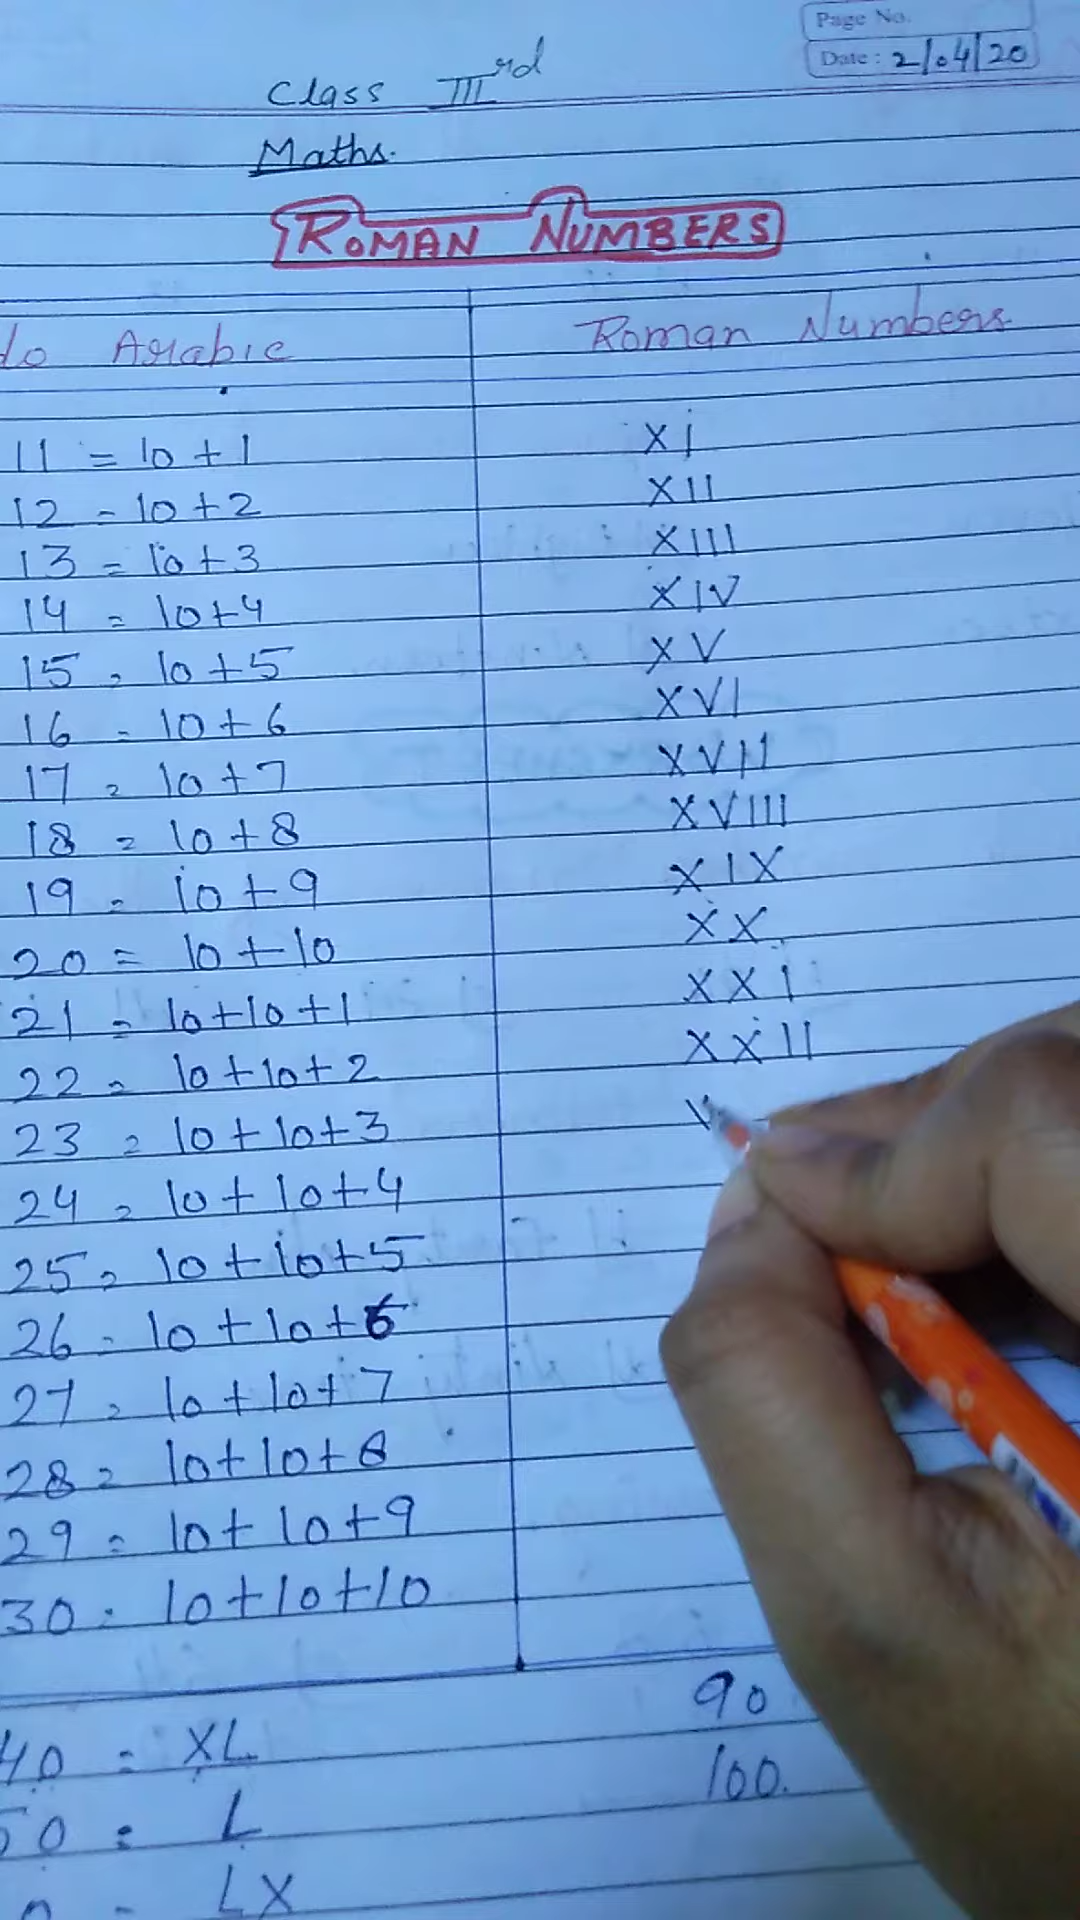 Page No.
Date: 2/04/20
Class IIIrd
Maths.
ROMAN NUMBERS
do Arabic Roman Numbers
11 = 10+1 XI
12 = 10+2 XII
13 = 10+3 XIII
14 = 10+4 XIV
15 = 10+5 XV
16 = 10+6 XVI
17 = 10+7 XVII
18 = 10+8 XVIII
19 = 10+9 XIX
20 = 10+10 XX
21 = 10+10+1 XXI
22 = 10+10+2 XXII
23 = 10+10+3
24 = 10+10+4
25 = 10+10+5
26 = 10+10+6
27 = 10+10+7
28 = 10+10+8
29 = 10+10+9
30 = 10+10+10
40 = XL 90
50 = L 100.
0 = LX